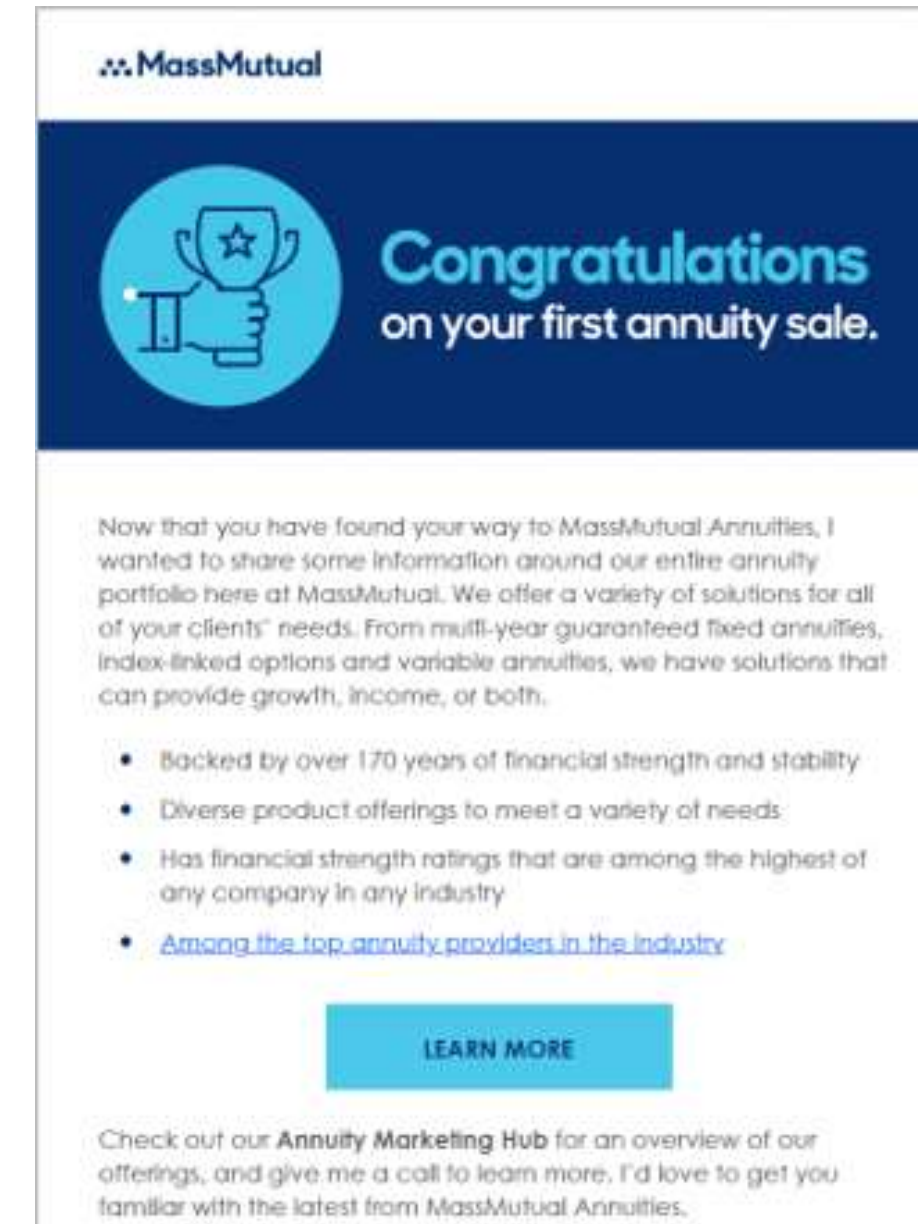 MassMutual
Congratulations
on your first annuity sale.
Now that you have found your way to MassMutual Annuities, I
wanted to share some information around our entire annuity
portfolio here at MassMutual. We offer a variety of solutions for all
of your clients' needs. From multi-year guaranteed fixed annuities,
index-linked options and variable annuities, we have solutions that
can provide growth, income, or both.
• Backed by over 170 years of financial strength and stability
• Diverse product offerings to meet a variety of needs
• Has financial strength ratings that are among the highest of
any company in any industry
• Among the top annuity providers in the industry
LEARN MORE
Check out our Annuity Marketing Hub for an overview of our
offerings, and give me a call to learn more. I'd love to get you
familiar with the latest from MassMutual Annuities.